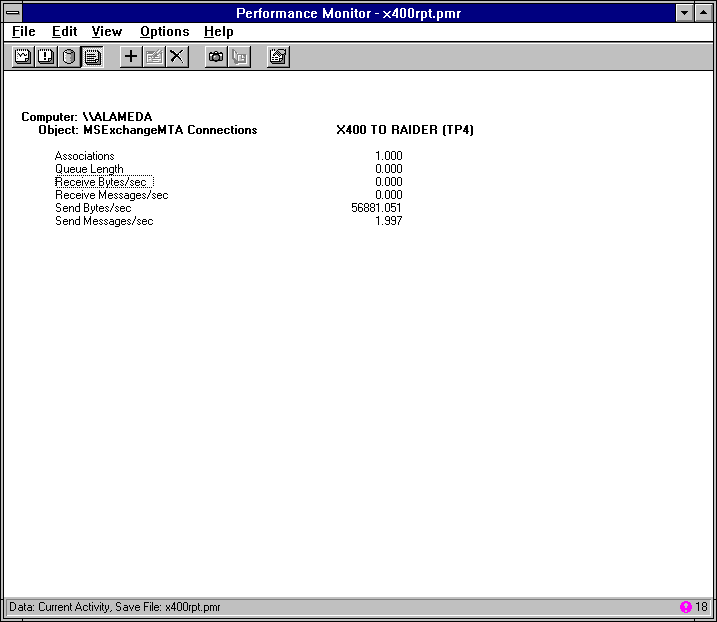 Performance Monitor - x400rpt.pmr
File Edit View Options Help
Computer: \\ALAMEDA
Object: MSExchangeMTA Connections X400 TO RAIDER (TP4)
Associations 1.000
Queue Length 0.000
Receive Bytes/sec 0.000
Receive Messages/sec 0.000
Send Bytes/sec 56881.051
Send Messages/sec 1.997
Data: Current Activity, Save File: x400rpt.pmr 18